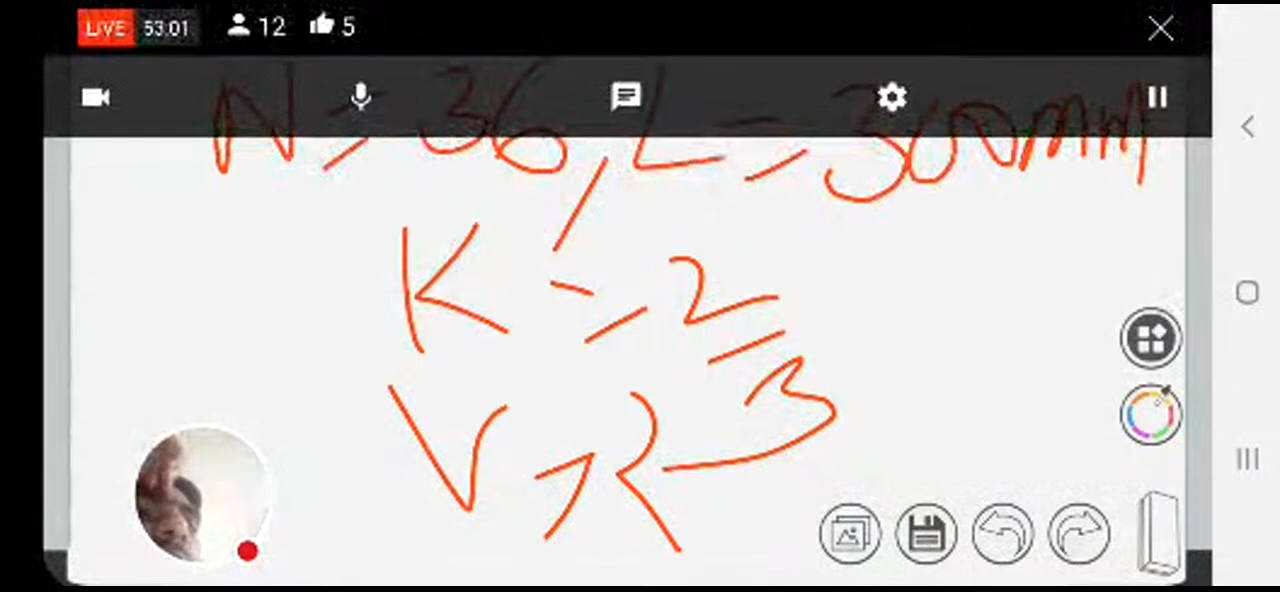 LIVE 53:01 12 5
N = 36, L = 300mm
K = 2
3
V > R